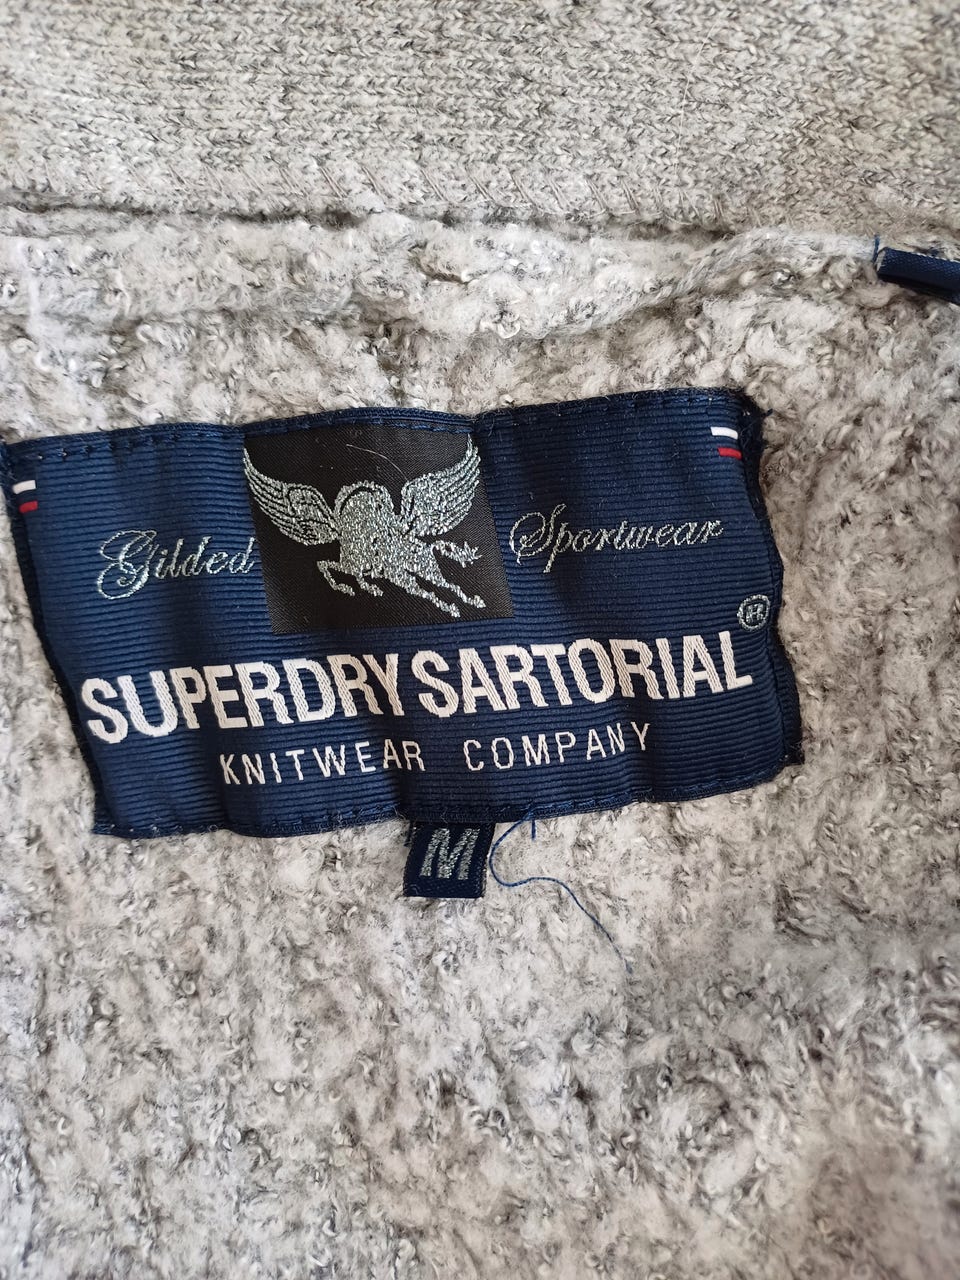 Gilded Sportwear
®
SUPERDRY SARTORIAL
KNITWEAR COMPANY
M